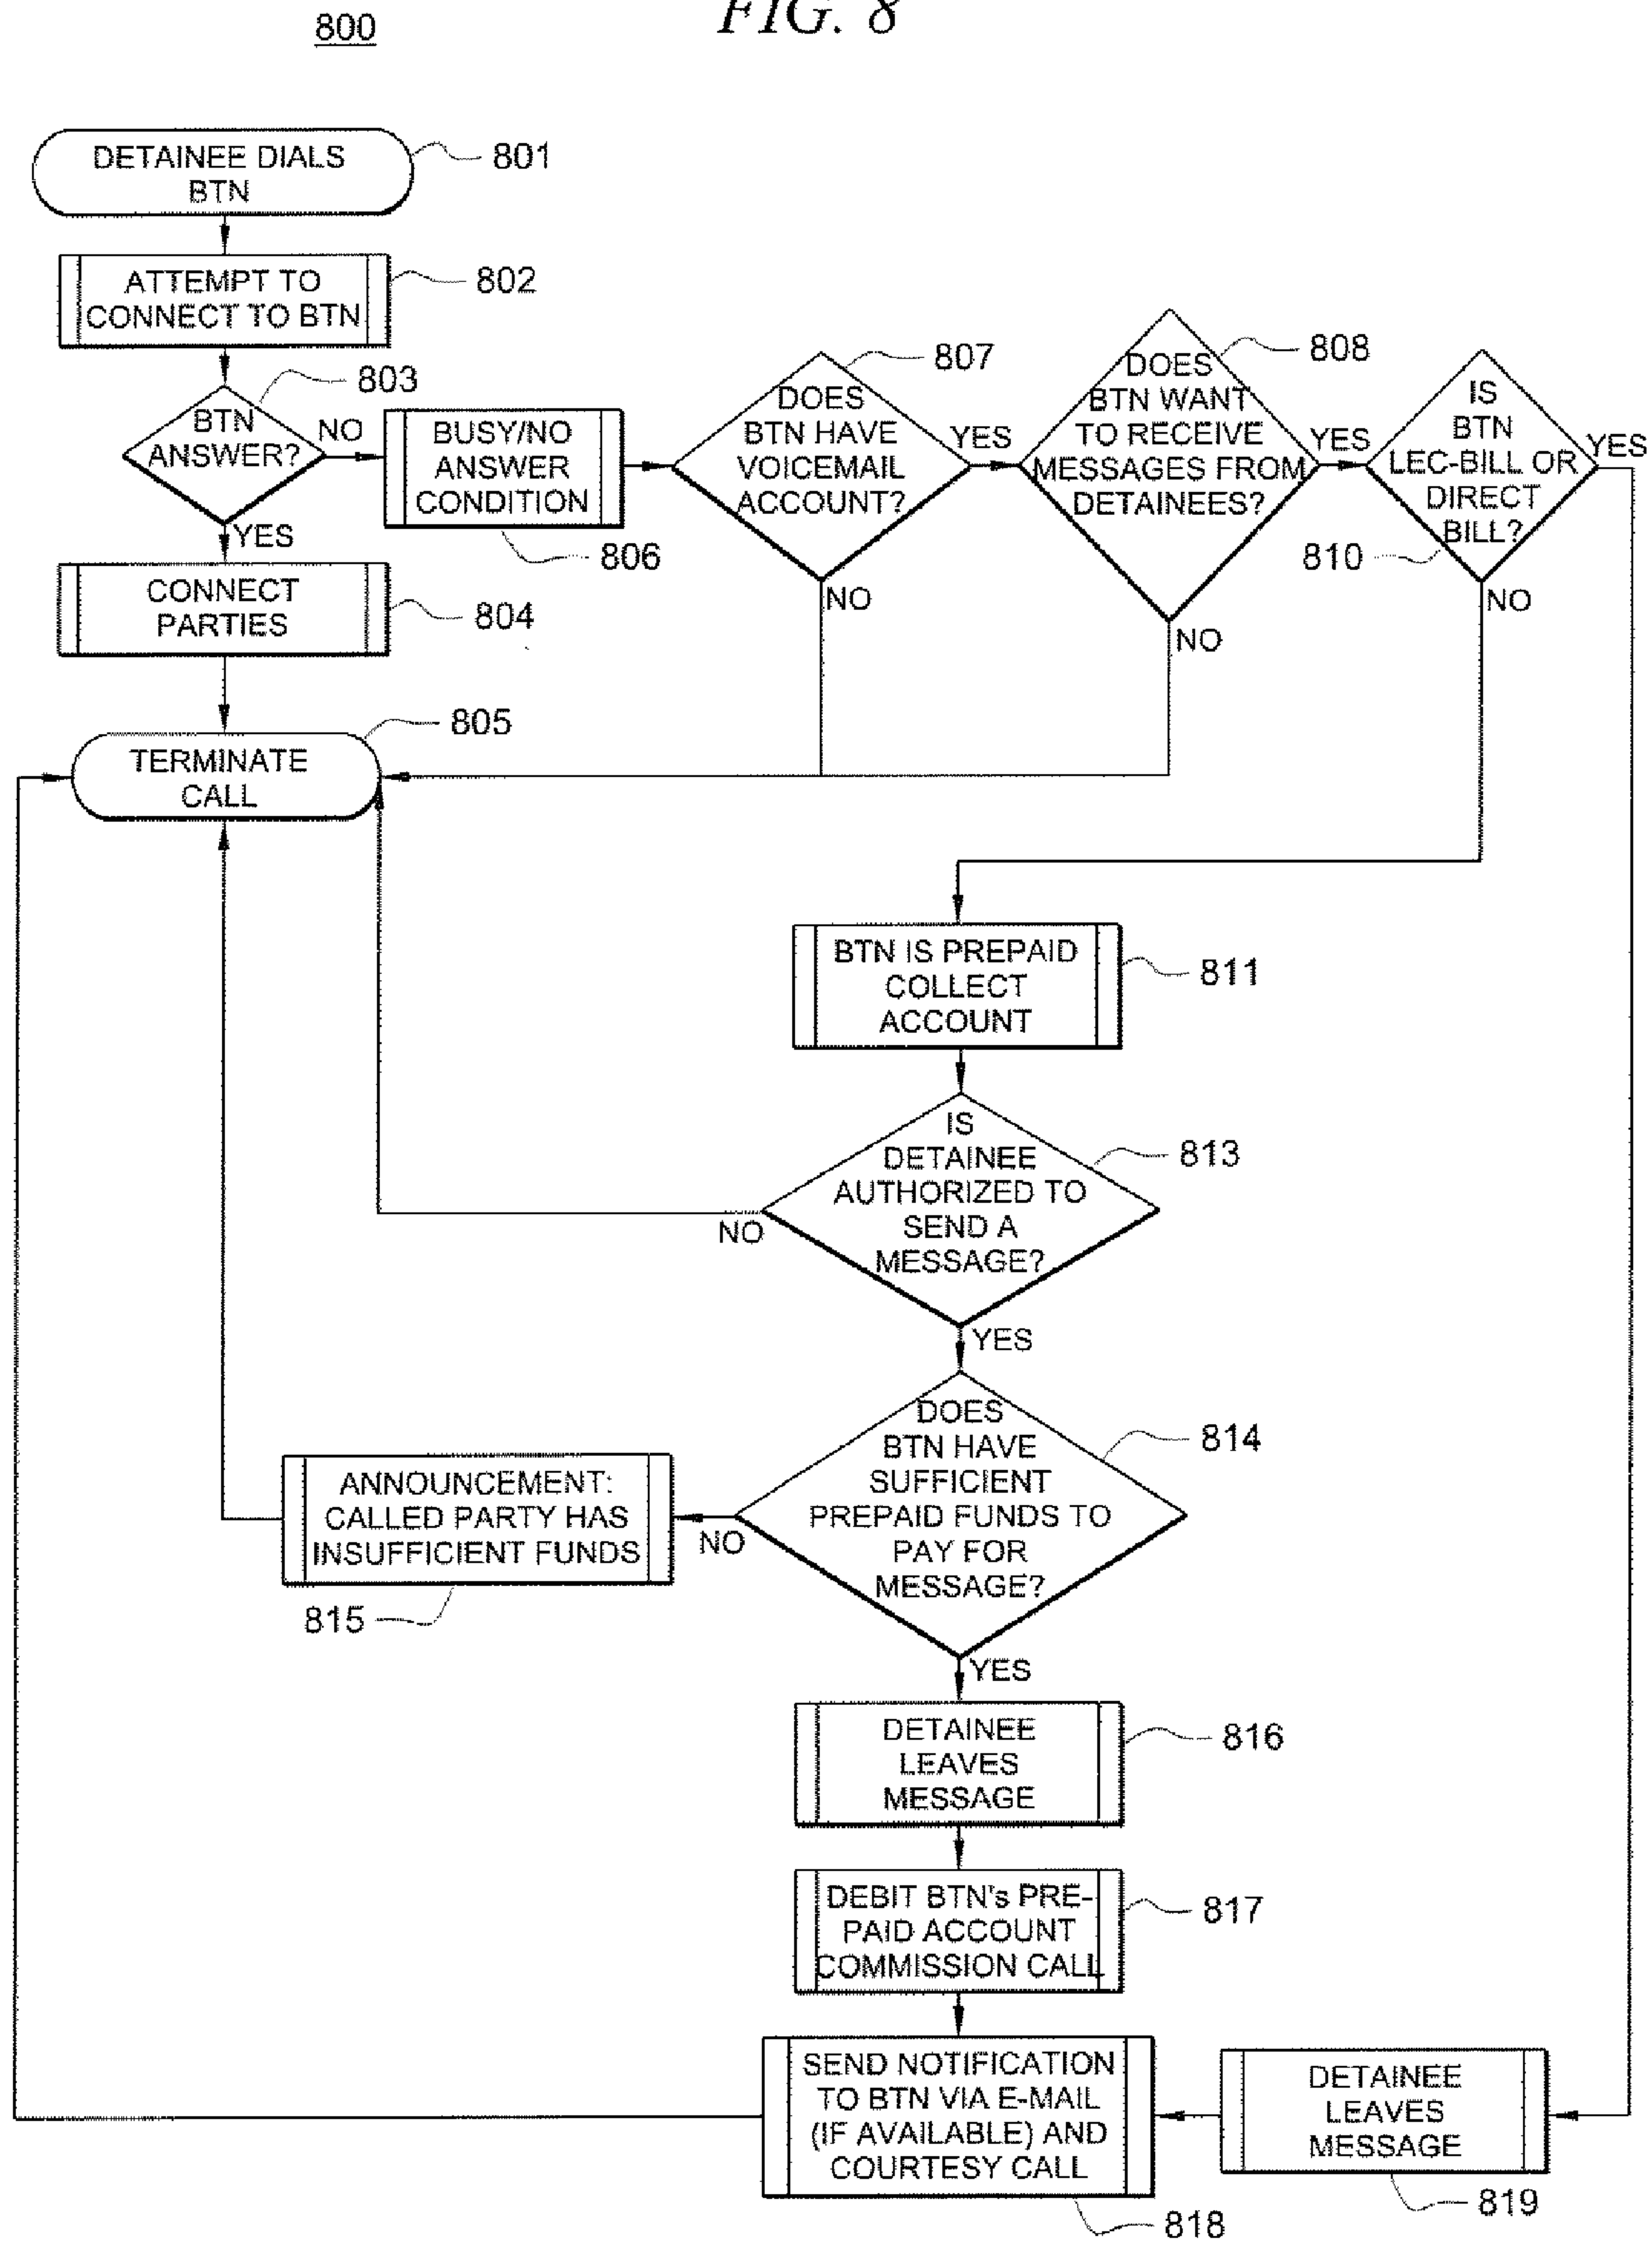 FIG. 8
800
DETAINEE DIALS
BTN
801
ATTEMPT TO
CONNECT TO BTN
802
BTN
ANSWER?
803
NO
YES
BUSY/NO
ANSWER
CONDITION
806
DOES
BTN HAVE
VOICEMAIL
ACCOUNT?
807
YES
NO
DOES
BTN WANT
TO RECEIVE
MESSAGES FROM
DETAINEES?
808
YES
NO
IS
BTN
LEC-BILL OR
DIRECT
BILL?
810
YES
NO
CONNECT
PARTIES
804
TERMINATE
CALL
805
BTN IS PREPAID
COLLECT
ACCOUNT
811
IS
DETAINEE
AUTHORIZED TO
SEND A
MESSAGE?
813
NO
YES
DOES
BTN HAVE
SUFFICIENT
PREPAID FUNDS TO
PAY FOR
MESSAGE?
814
NO
YES
ANNOUNCEMENT:
CALLED PARTY HAS
INSUFFICIENT FUNDS
815
DETAINEE
LEAVES
MESSAGE
816
DEBIT BTN's PRE-
PAID ACCOUNT
COMMISSION CALL
817
SEND NOTIFICATION
TO BTN VIA E-MAIL
(IF AVAILABLE) AND
COURTESY CALL
818
DETAINEE
LEAVES
MESSAGE
819